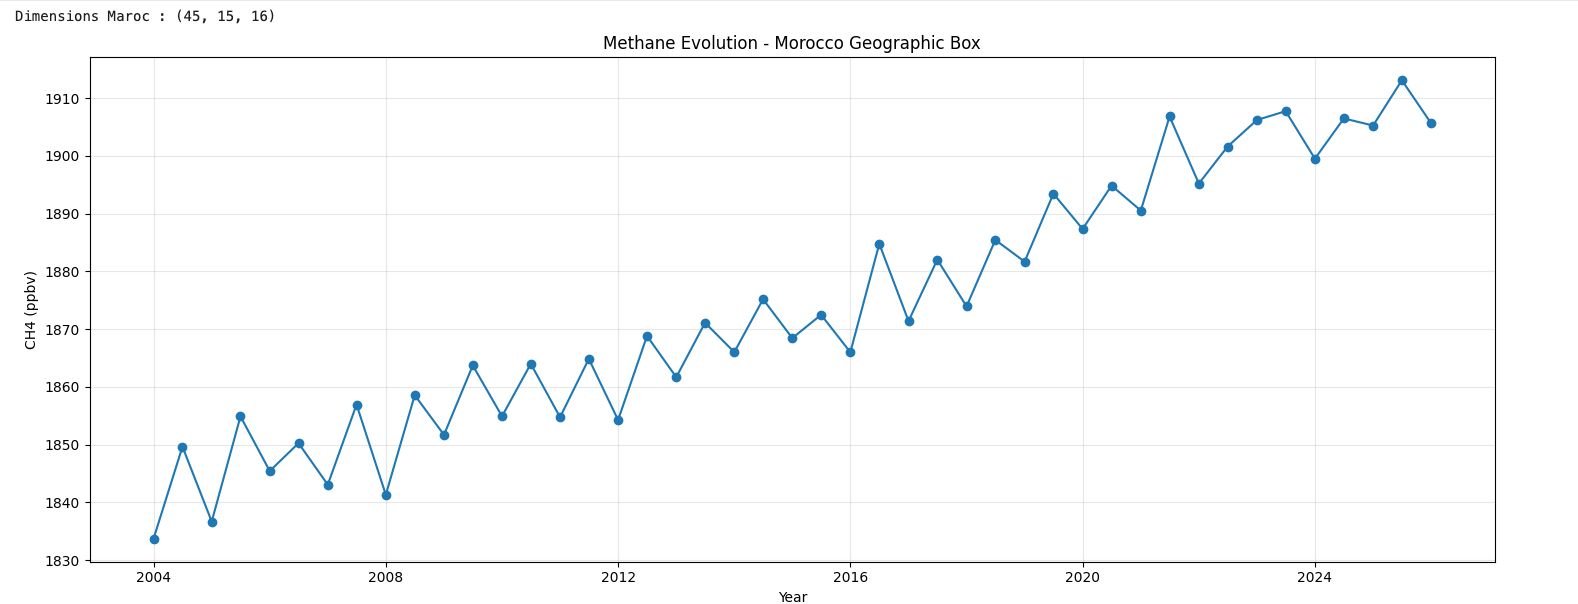 Dimensions Maroc : (45, 15, 16)
Methane Evolution - Morocco Geographic Box
1910
1900
1890
1880
1870
1860
1850
1840
1830
CH4 (ppbv)
2004 2008 2012 2016 2020 2024
Year